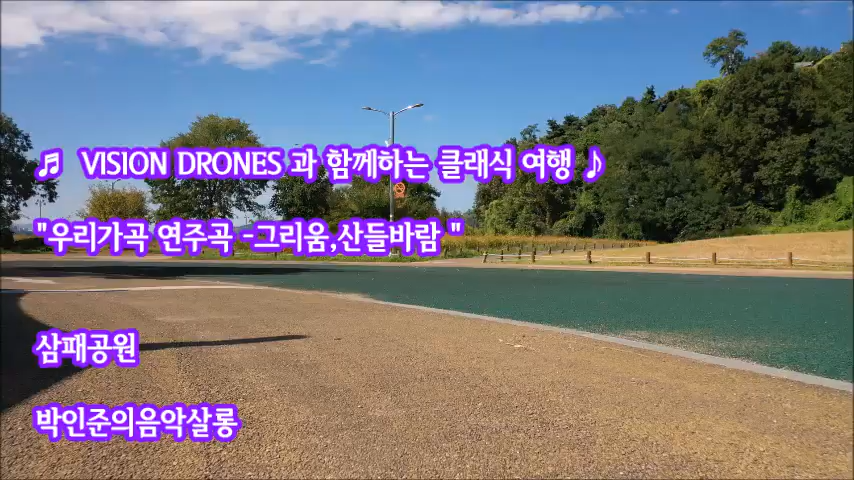 ♬ VISION DRONES 과 함께하는 클래식 여행 ♪
"우리가곡 연주곡 -그리움,산들바람 "
삼패공원
박인준의음악살롱